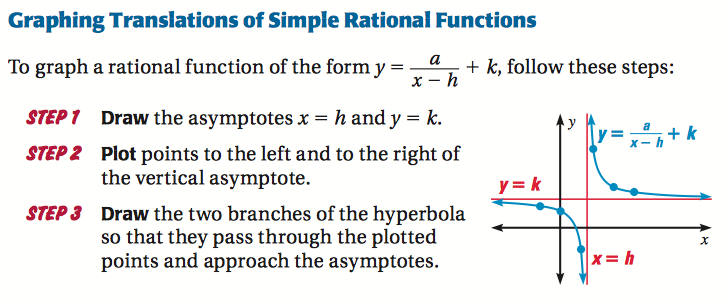 Graphing Translations of Simple Rational Functions
To graph a rational function of the form y = a/(x − h) + k, follow these steps:
STEP 1 Draw the asymptotes x = h and y = k.
STEP 2 Plot points to the left and to the right of
the vertical asymptote.
STEP 3 Draw the two branches of the hyperbola
so that they pass through the plotted
points and approach the asymptotes.
y
y = a/(x − h) + k
y = k
x
x = h